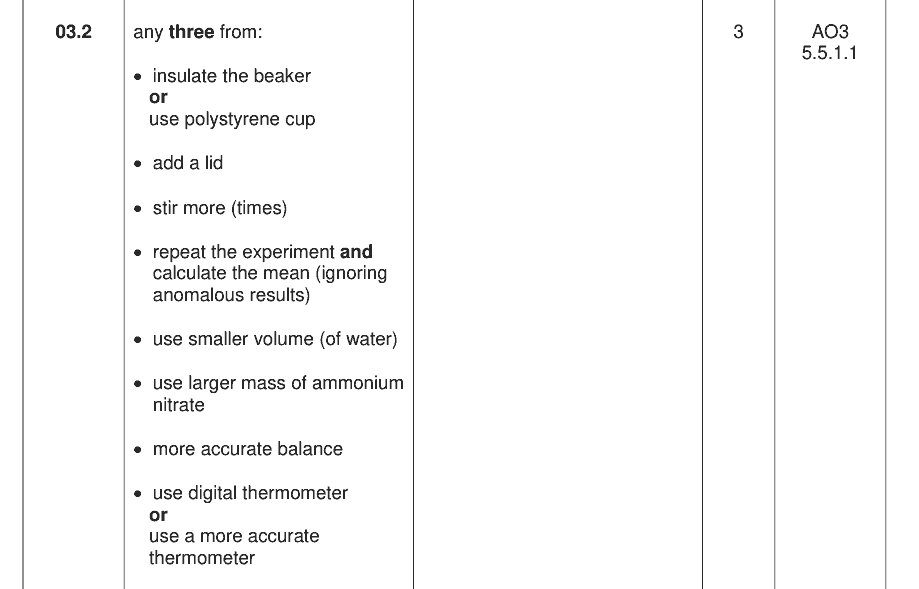 03.2 any three from: 3 AO3
5.5.1.1
• insulate the beaker
or
use polystyrene cup
• add a lid
• stir more (times)
• repeat the experiment and
calculate the mean (ignoring
anomalous results)
• use smaller volume (of water)
• use larger mass of ammonium
nitrate
• more accurate balance
• use digital thermometer
or
use a more accurate
thermometer